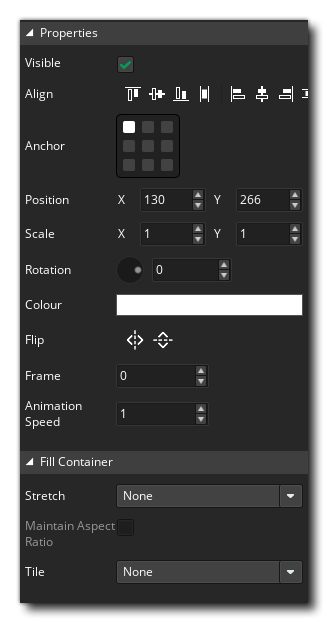 Properties
Visible
Align
Anchor
Position X 130 Y 266
Scale X 1 Y 1
Rotation 0
Colour
Flip
Frame 0
Animation
Speed 1
Fill Container
Stretch None
Maintain Aspect
Ratio
Tile None